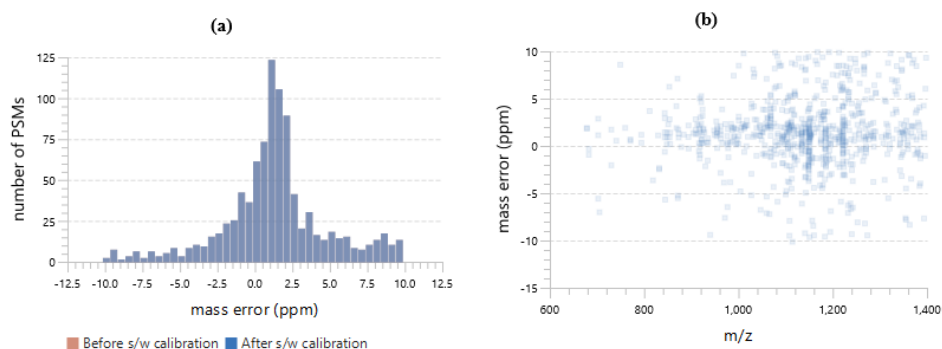 (a)
number of PSMs
125
100
75
50
25
0
-12.5 -10.0 -7.5 -5.0 -2.5 0.0 2.5 5.0 7.5 10.0 12.5
mass error (ppm)
Before s/w calibration After s/w calibration
(b)
mass error (ppm)
10
5
0
-5
-10
-15
600 800 1,000 1,200 1,400
m/z